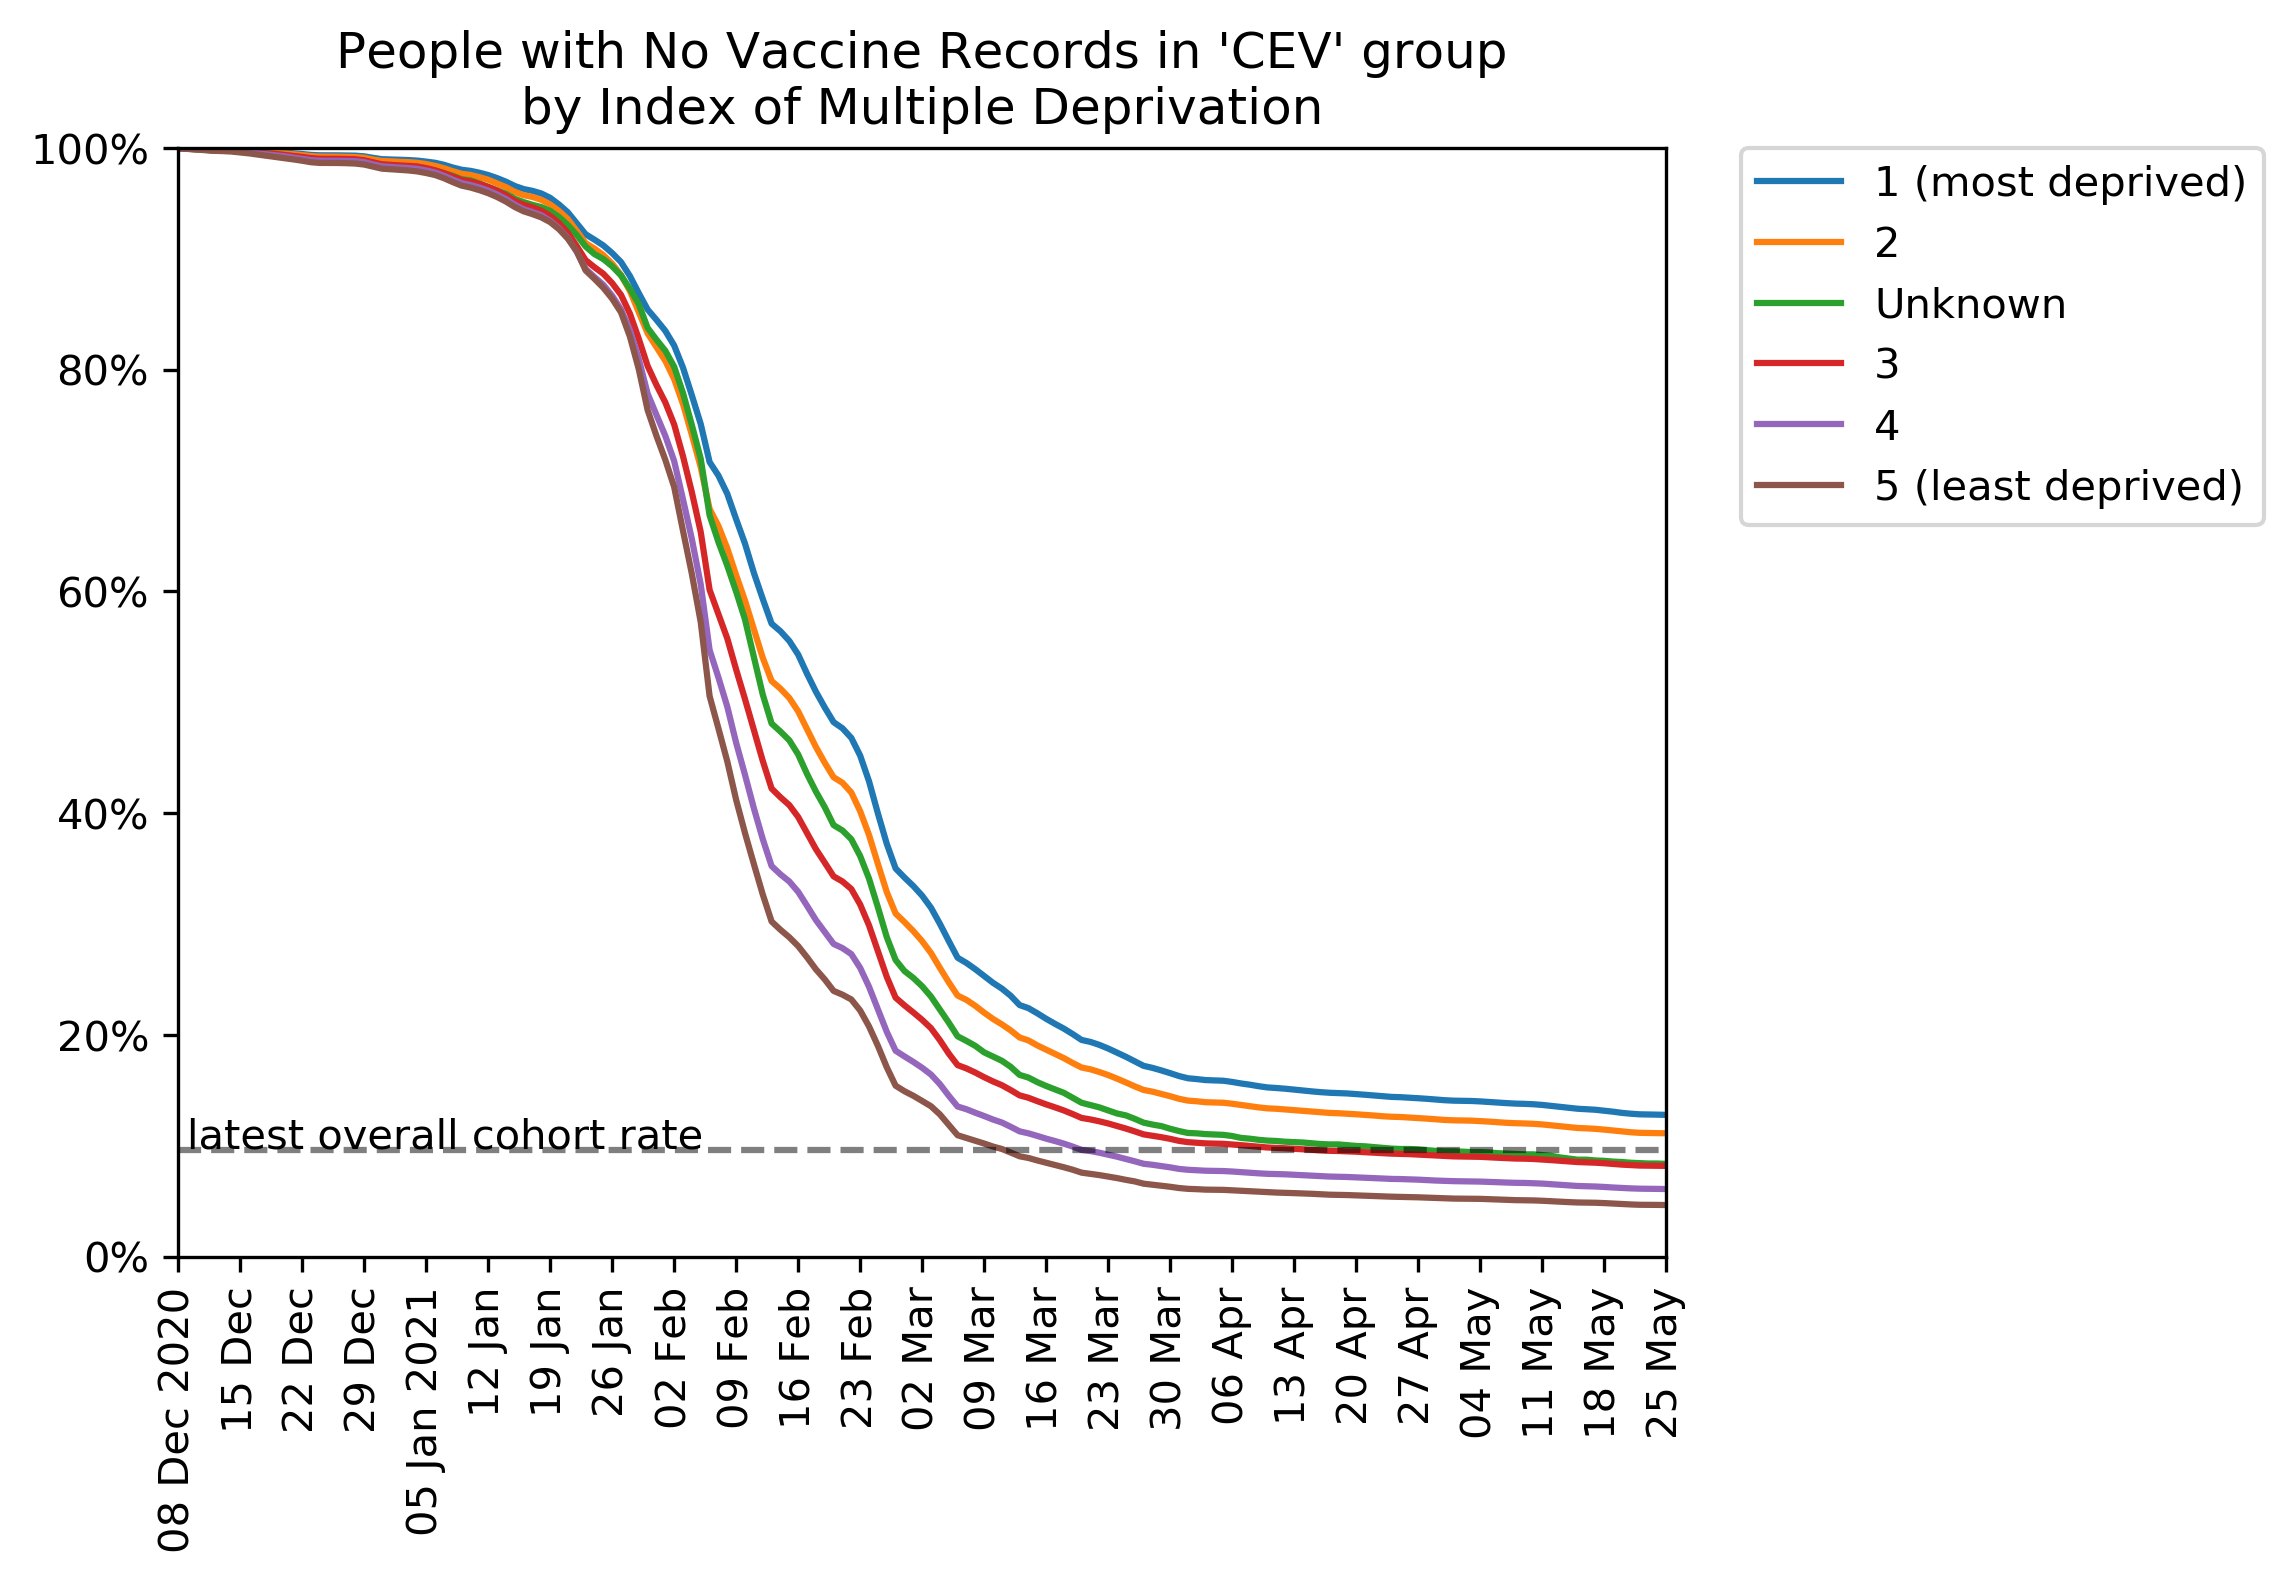 People with No Vaccine Records in 'CEV' group
by Index of Multiple Deprivation
100%
80%
60%
40%
20%
0%
latest overall cohort rate
08 Dec 2020
15 Dec
22 Dec
29 Dec
05 Jan 2021
12 Jan
19 Jan
26 Jan
02 Feb
09 Feb
16 Feb
23 Feb
02 Mar
09 Mar
16 Mar
23 Mar
30 Mar
06 Apr
13 Apr
20 Apr
27 Apr
04 May
11 May
18 May
25 May
1 (most deprived)
2
Unknown
3
4
5 (least deprived)